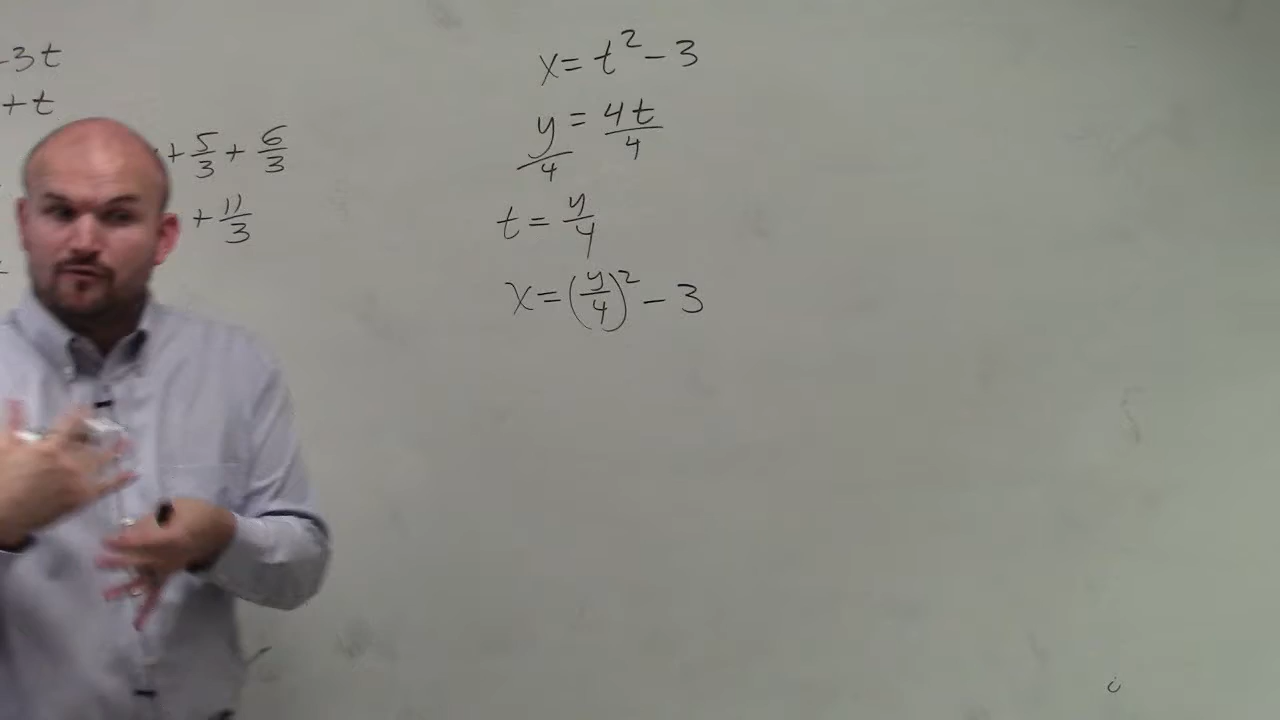 -3t
+t
+ 5/3 + 6/3
+ 11/3
x = t² - 3
y/4 = 4t/4
t = y/4
x = (y/4)² - 3